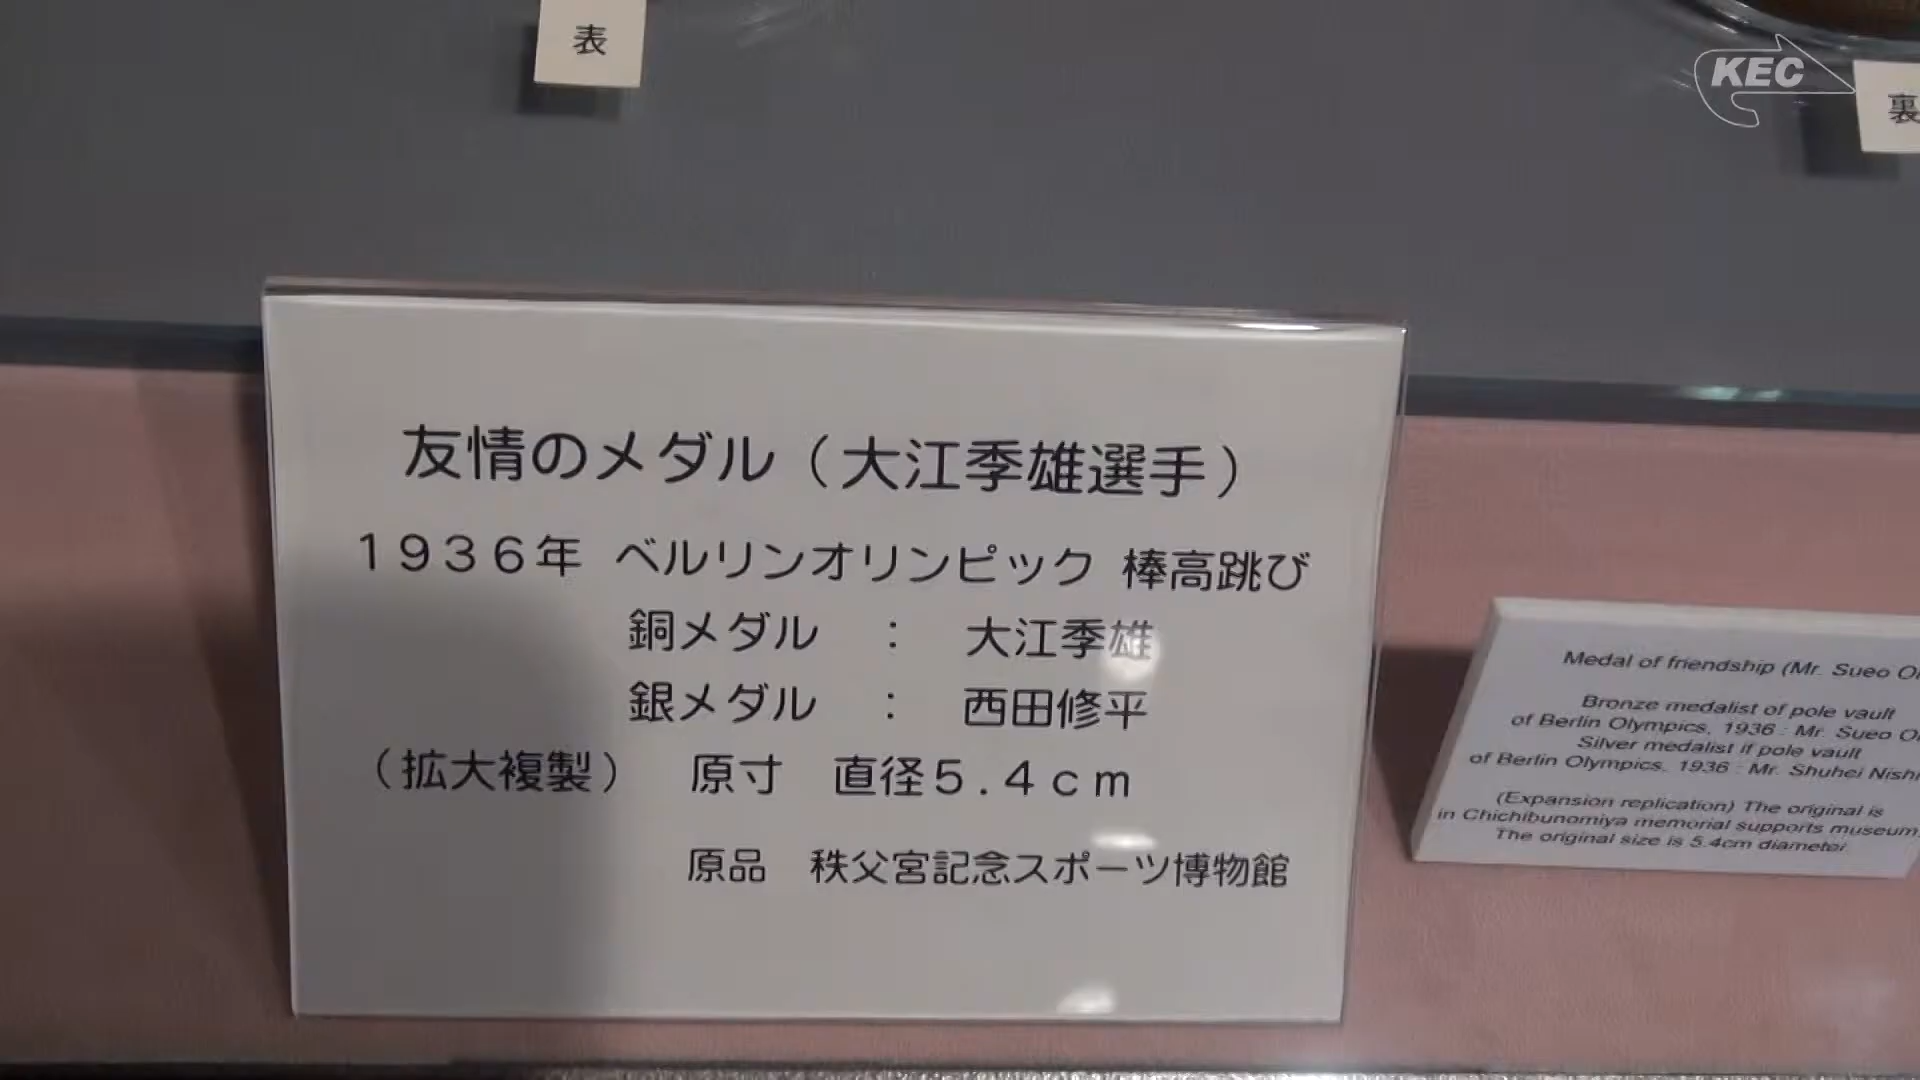 表
KEC
裏
友情のメダル（大江季雄選手）
１９３６年 ベルリンオリンピック 棒高跳び
銅メダル ： 大江季雄
銀メダル ： 西田修平
（拡大複製） 原寸 直径５.４ｃｍ
原品 秩父宮記念スポーツ博物館
Medal of friendship (Mr. Sueo
Bronze medalist of pole vault
of Berlin Olympics, 1936 : Mr. Sueo
Silver medalist if pole vault
of Berlin Olympics, 1936 : Mr. Shuhei
(Expansion replication) The original is
in Chichibunomiya memorial supports museum
The original size is 5.4cm diameter